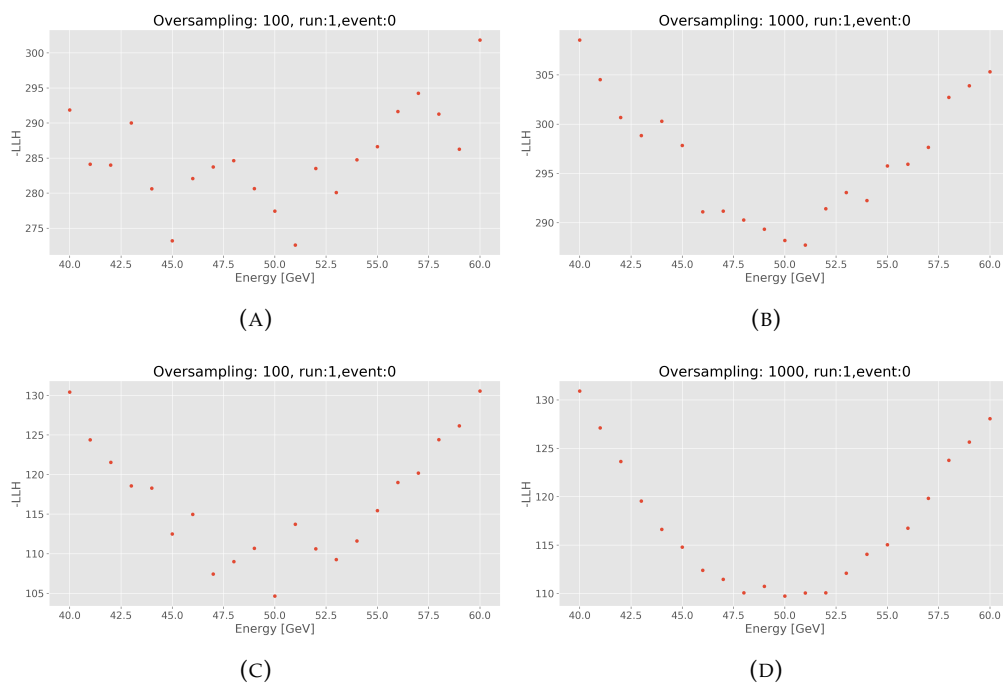 Oversampling: 100, run:1,event:0
300
295
290
285
280
275
-LLH
40.0 42.5 45.0 47.5 50.0 52.5 55.0 57.5 60.0
Energy [GeV]
(A)
Oversampling: 1000, run:1,event:0
305
300
295
290
-LLH
40.0 42.5 45.0 47.5 50.0 52.5 55.0 57.5 60.0
Energy [GeV]
(B)
Oversampling: 100, run:1,event:0
130
125
120
115
110
105
-LLH
40.0 42.5 45.0 47.5 50.0 52.5 55.0 57.5 60.0
Energy [GeV]
(C)
Oversampling: 1000, run:1,event:0
130
125
120
115
110
-LLH
40.0 42.5 45.0 47.5 50.0 52.5 55.0 57.5 60.0
Energy [GeV]
(D)